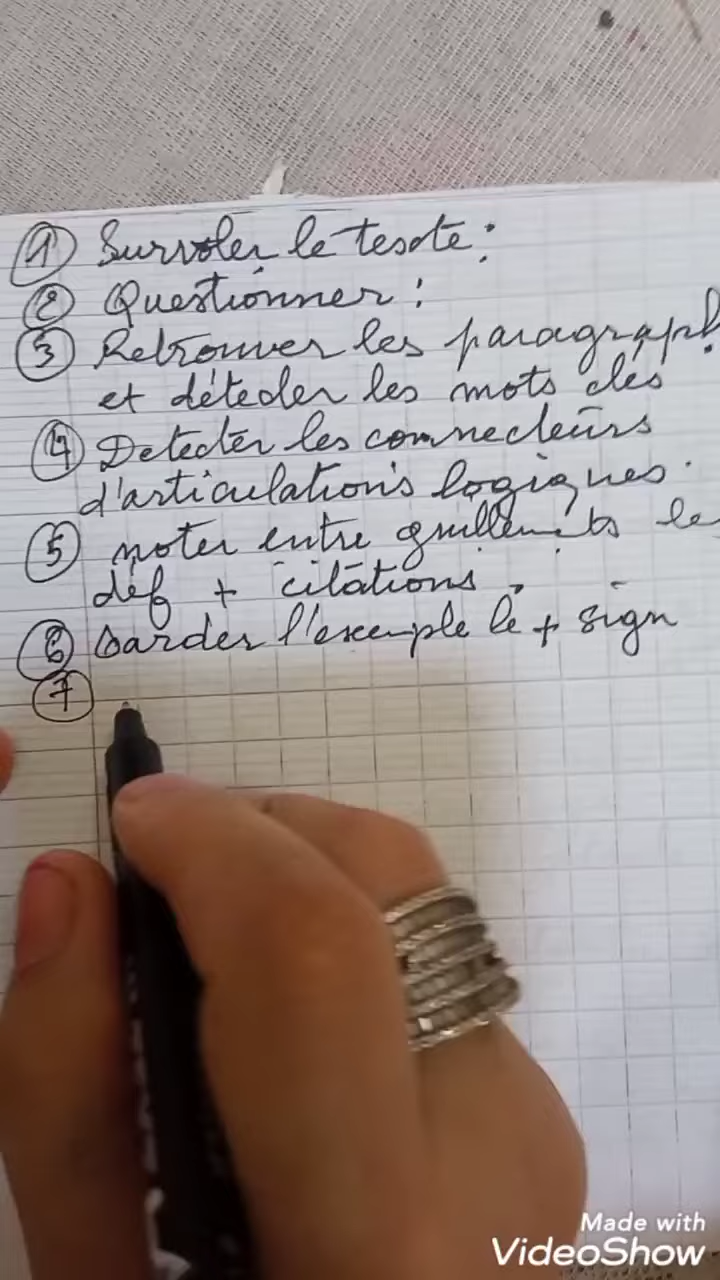 ① Survoler le texte :
② Questionner :
③ Retrouver les paragraph
et détecter les mots clés
④ Detecter les connecteurs
d'articulations logiques.
⑤ noter entre guillemets le
déf + citations.
⑥ Garder l'exemple le + sign
⑦
Made with
VideoShow